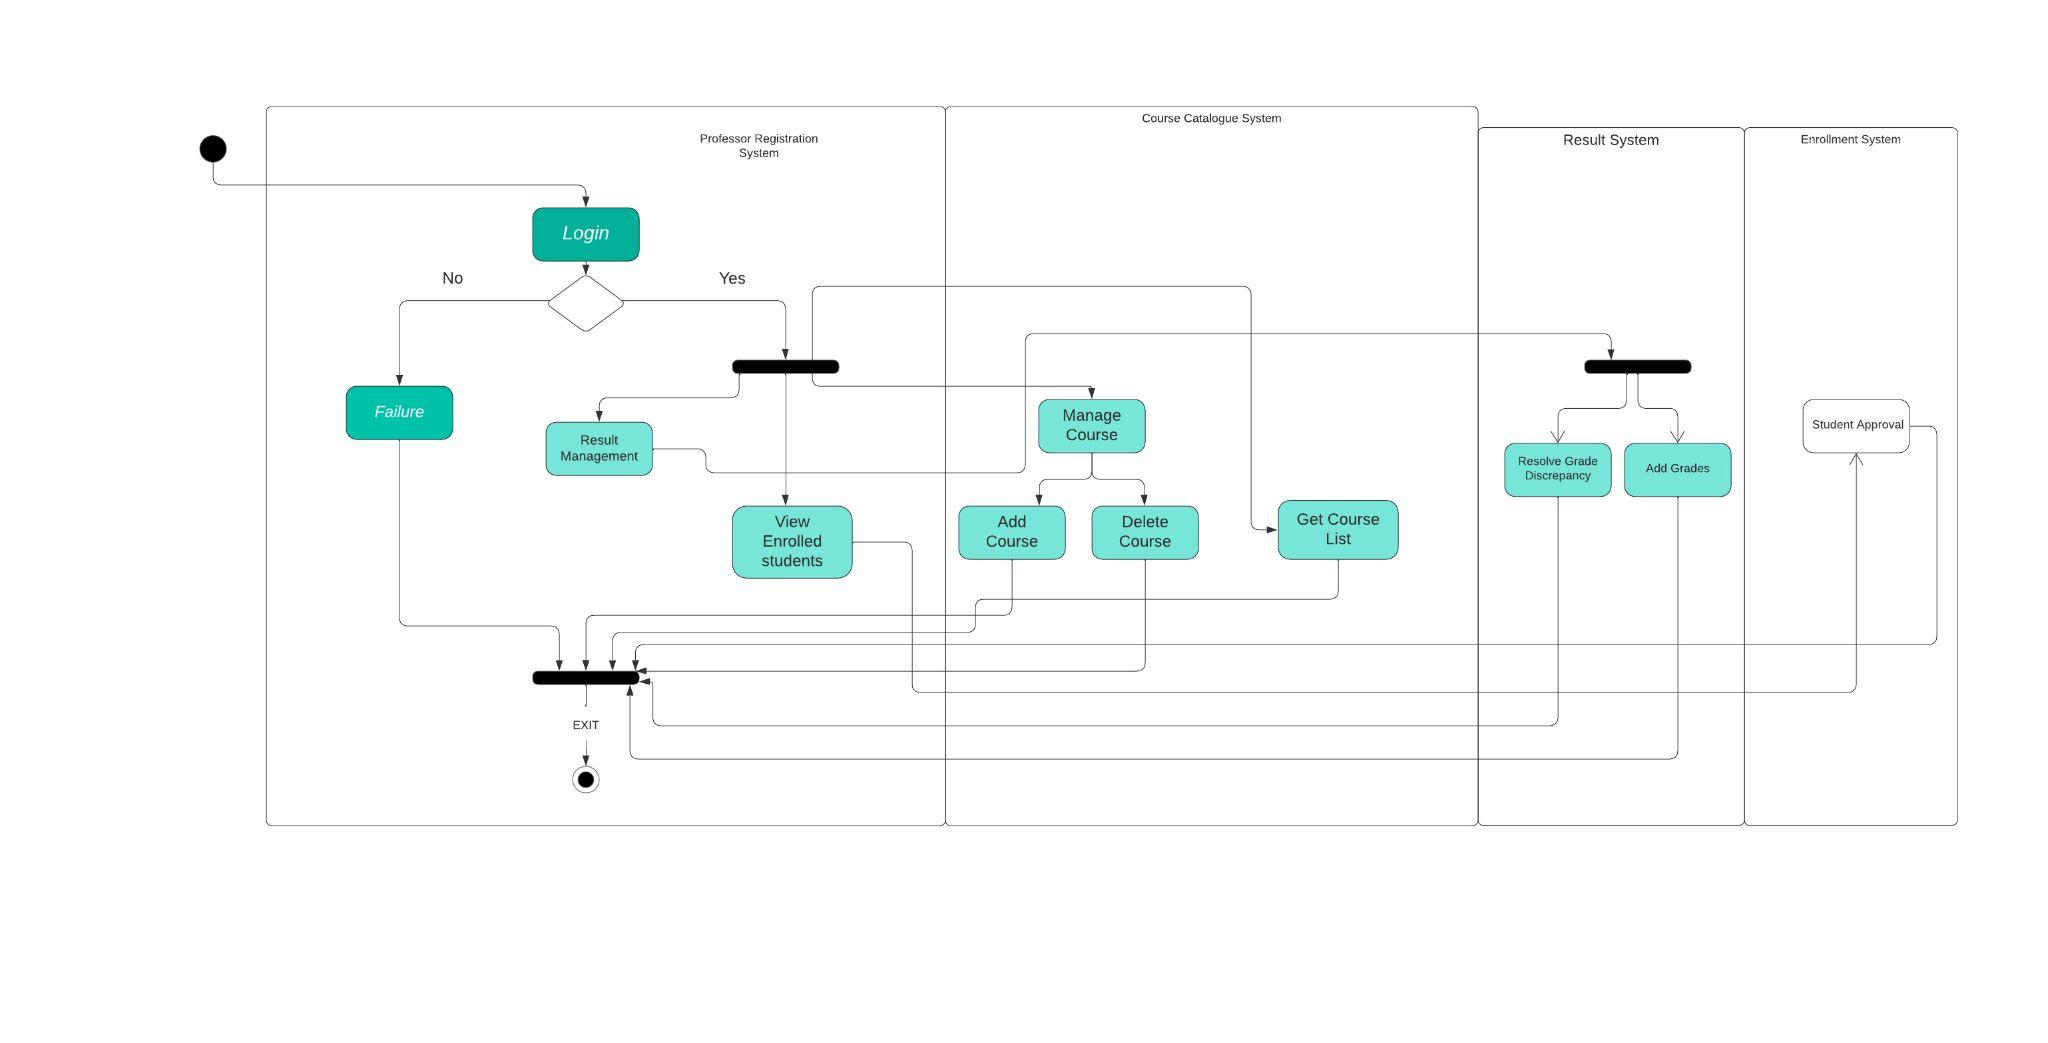 Professor Registration
System
Course Catalogue System
Result System
Enrollment System
Login
No
Yes
Failure
Result
Management
Manage
Course
Student Approval
Resolve Grade
Discrepancy
Add Grades
View
Enrolled
students
Add
Course
Delete
Course
Get Course
List
EXIT